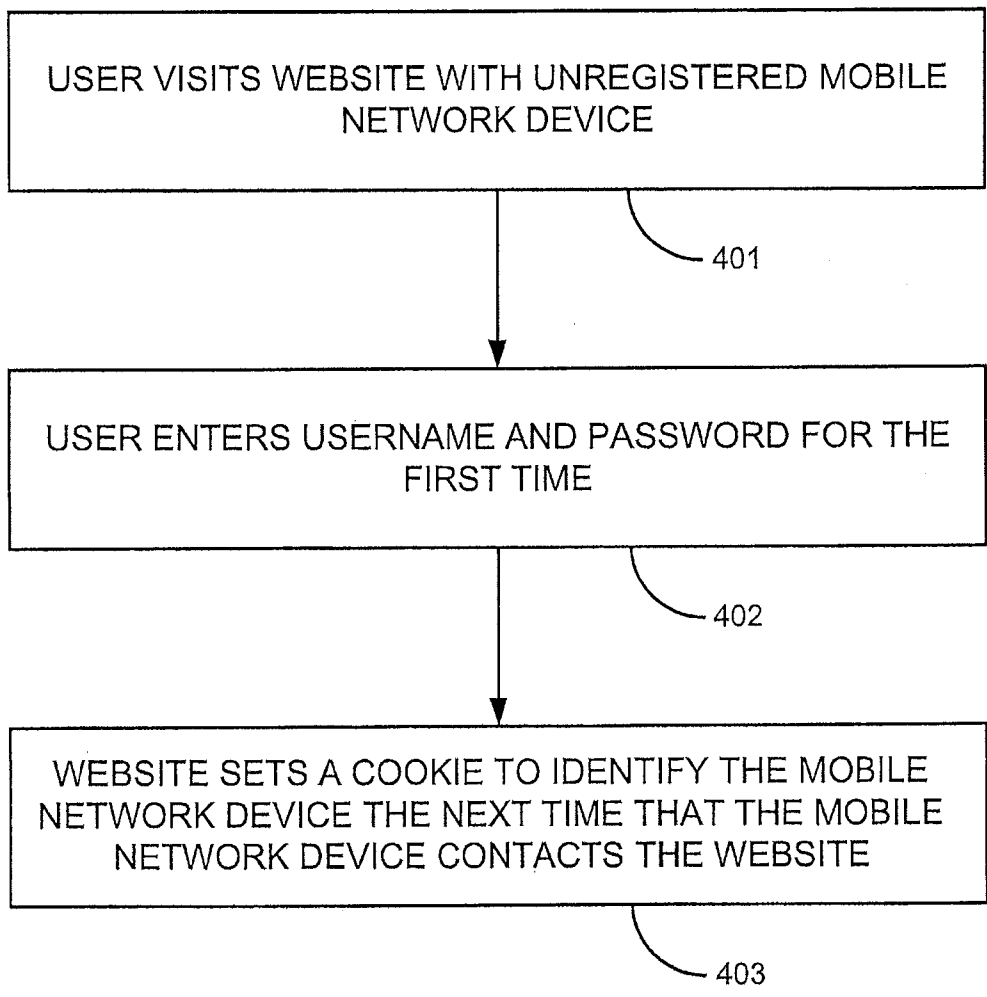 USER VISITS WEBSITE WITH UNREGISTERED MOBILE
NETWORK DEVICE
401
USER ENTERS USERNAME AND PASSWORD FOR THE
FIRST TIME
402
WEBSITE SETS A COOKIE TO IDENTIFY THE MOBILE
NETWORK DEVICE THE NEXT TIME THAT THE MOBILE
NETWORK DEVICE CONTACTS THE WEBSITE
403